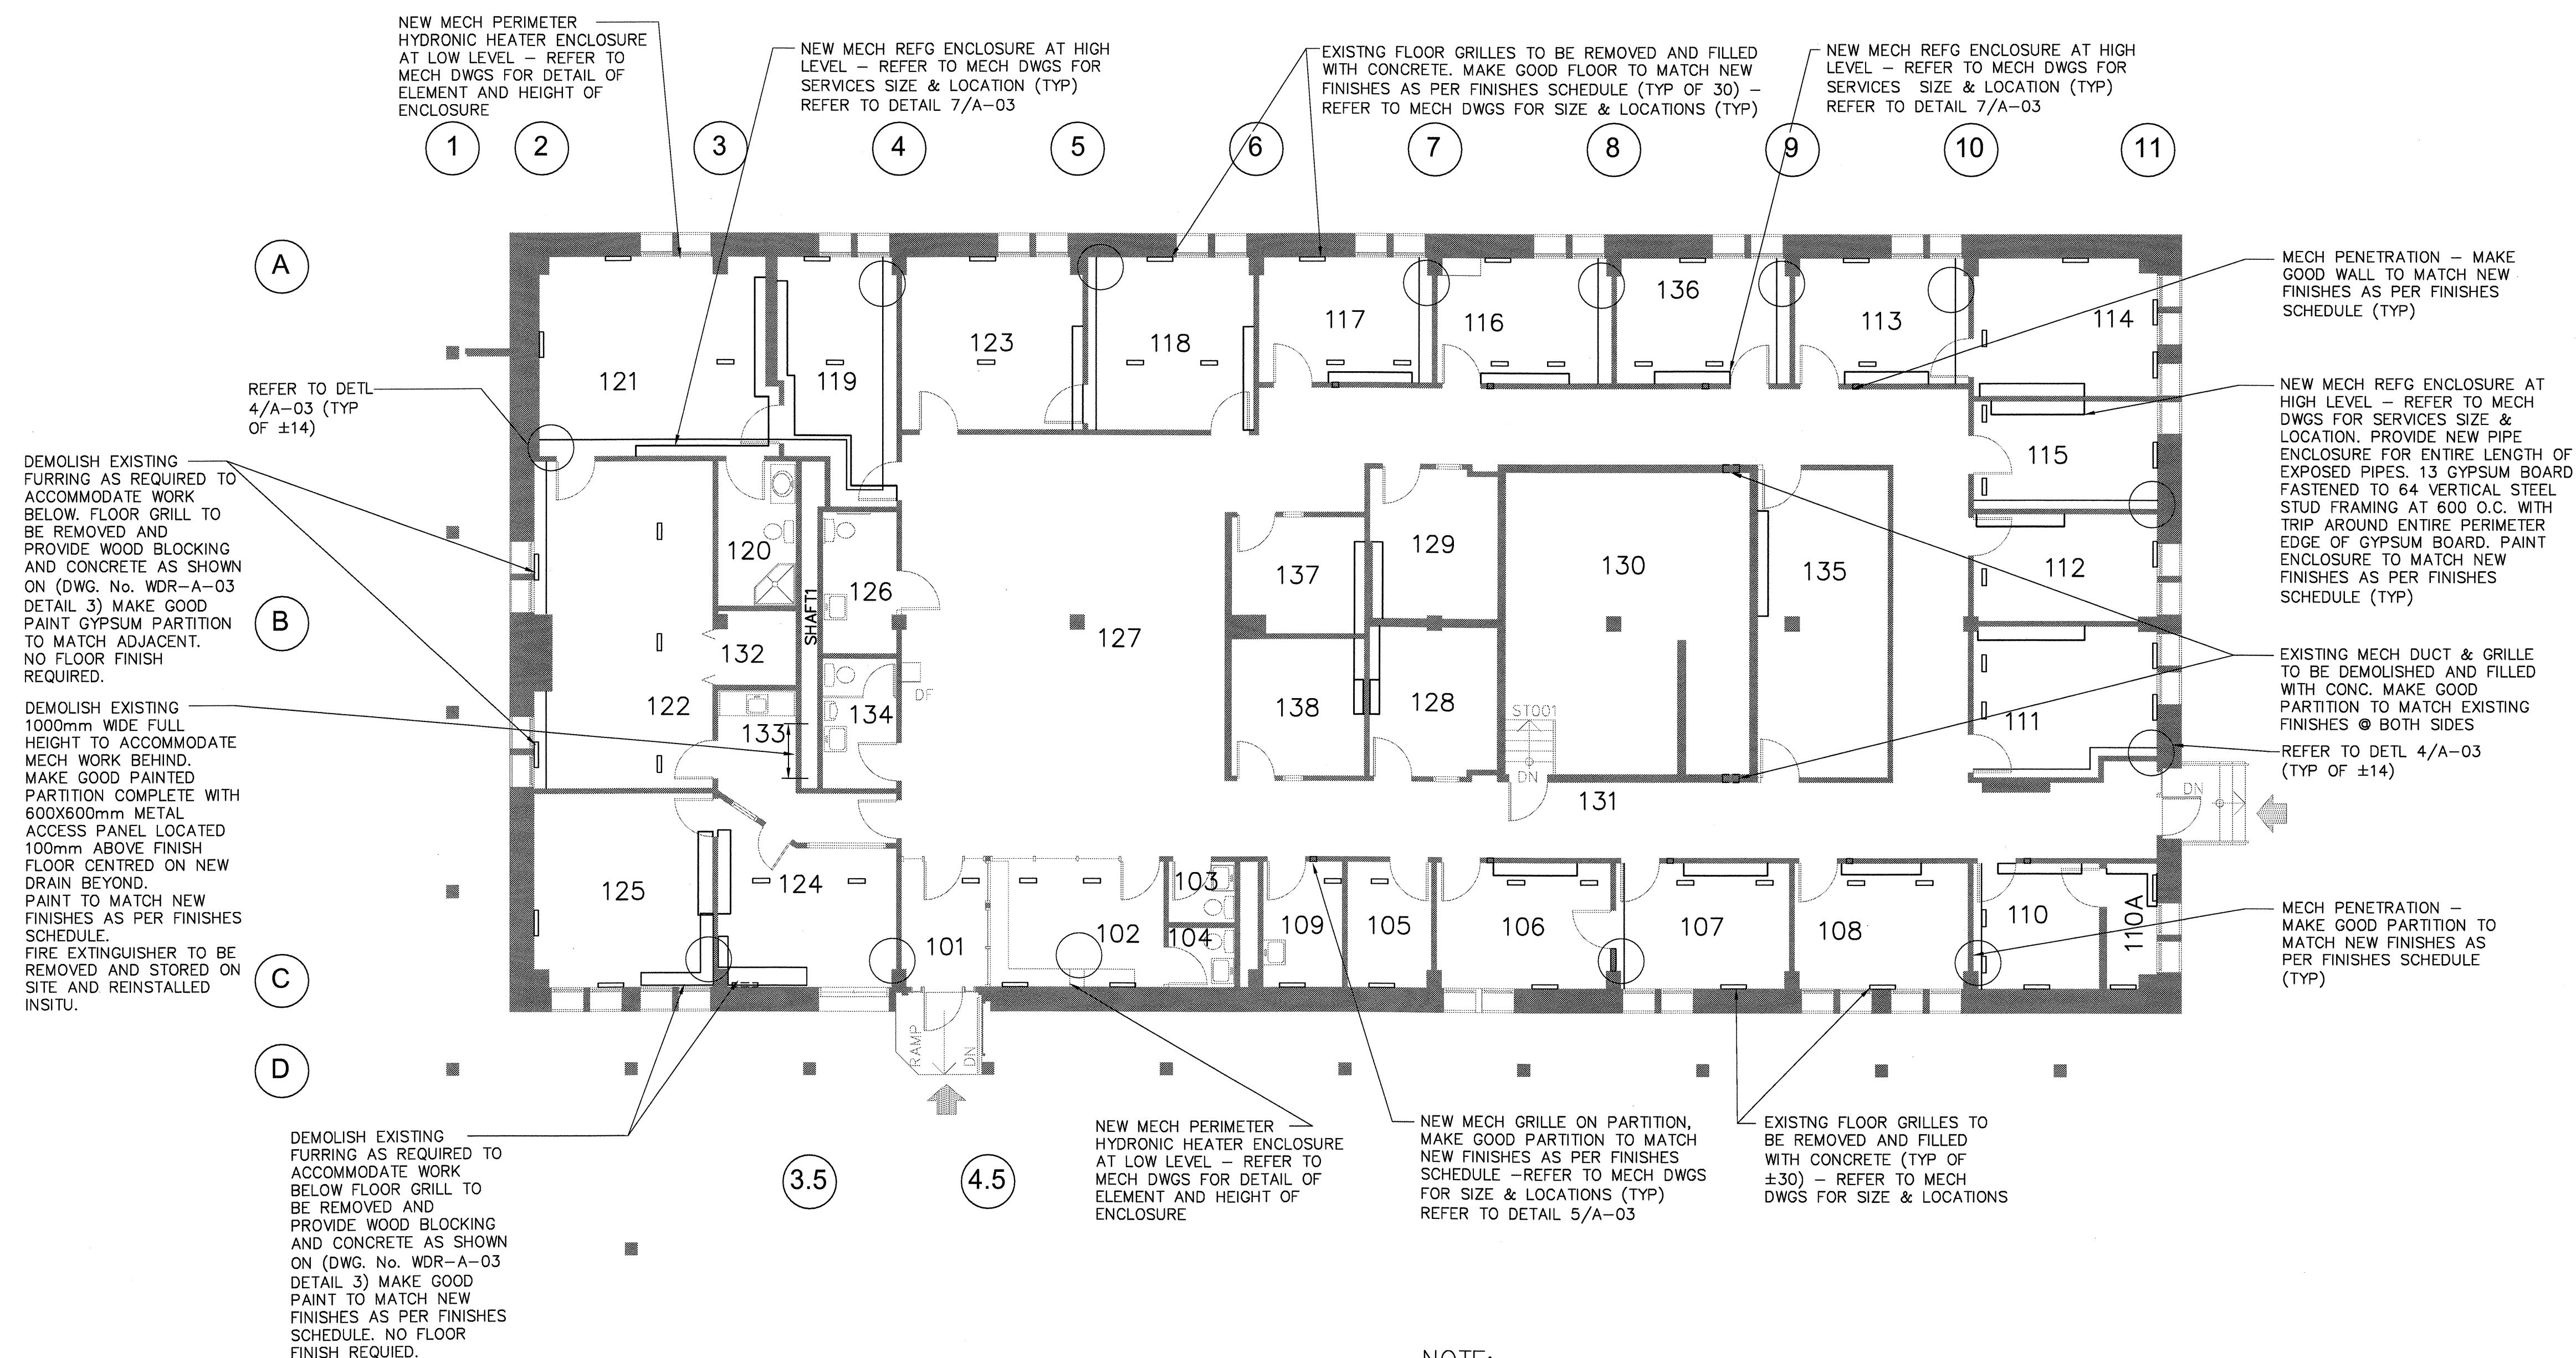 NEW MECH PERIMETER
HYDRONIC HEATER ENCLOSURE
AT LOW LEVEL – REFER TO
MECH DWGS FOR DETAIL OF
ELEMENT AND HEIGHT OF
ENCLOSURE
NEW MECH REFG ENCLOSURE AT HIGH
LEVEL – REFER TO MECH DWGS FOR
SERVICES SIZE & LOCATION (TYP)
REFER TO DETAIL 7/A–03
EXISTNG FLOOR GRILLES TO BE REMOVED AND FILLED
WITH CONCRETE. MAKE GOOD FLOOR TO MATCH NEW
FINISHES AS PER FINISHES SCHEDULE (TYP OF 30) –
REFER TO MECH DWGS FOR SIZE & LOCATIONS (TYP)
NEW MECH REFG ENCLOSURE AT HIGH
LEVEL – REFER TO MECH DWGS FOR
SERVICES SIZE & LOCATION (TYP)
REFER TO DETAIL 7/A–03
1 2 3 4 5 6 7 8 9 10 11
A
B
C
D
REFER TO DETL
4/A–03 (TYP
OF ±14)
DEMOLISH EXISTING
FURRING AS REQUIRED TO
ACCOMMODATE WORK
BELOW. FLOOR GRILL TO
BE REMOVED AND
PROVIDE WOOD BLOCKING
AND CONCRETE AS SHOWN
ON (DWG. No. WDR–A–03
DETAIL 3) MAKE GOOD
PAINT GYPSUM PARTITION
TO MATCH ADJACENT.
NO FLOOR FINISH
REQUIRED.
DEMOLISH EXISTING
1000mm WIDE FULL
HEIGHT TO ACCOMMODATE
MECH WORK BEHIND.
MAKE GOOD PAINTED
PARTITION COMPLETE WITH
600X600mm METAL
ACCESS PANEL LOCATED
100mm ABOVE FINISH
FLOOR CENTRED ON NEW
DRAIN BEYOND.
PAINT TO MATCH NEW
FINISHES AS PER FINISHES
SCHEDULE.
FIRE EXTINGUISHER TO BE
REMOVED AND STORED ON
SITE AND REINSTALLED
INSITU.
121
119
123
118
117
116
136
113
114
115
112
111
120
126
132
SHAFT1
122
133
134
DF
127
137
129
138
128
130
135
ST001
DN
131
DN
125
124
101
102
103
104
109
105
106
107
108
110
110A
RAMP
DN
MECH PENETRATION – MAKE
GOOD WALL TO MATCH NEW
FINISHES AS PER FINISHES
SCHEDULE (TYP)
NEW MECH REFG ENCLOSURE AT
HIGH LEVEL – REFER TO MECH
DWGS FOR SERVICES SIZE &
LOCATION. PROVIDE NEW PIPE
ENCLOSURE FOR ENTIRE LENGTH OF
EXPOSED PIPES. 13 GYPSUM BOARD
FASTENED TO 64 VERTICAL STEEL
STUD FRAMING AT 600 O.C. WITH
TRIP AROUND ENTIRE PERIMETER
EDGE OF GYPSUM BOARD. PAINT
ENCLOSURE TO MATCH NEW
FINISHES AS PER FINISHES
SCHEDULE (TYP)
EXISTING MECH DUCT & GRILLE
TO BE DEMOLISHED AND FILLED
WITH CONC. MAKE GOOD
PARTITION TO MATCH EXISTING
FINISHES @ BOTH SIDES
REFER TO DETL 4/A–03
(TYP OF ±14)
MECH PENETRATION –
MAKE GOOD PARTITION TO
MATCH NEW FINISHES AS
PER FINISHES SCHEDULE
(TYP)
DEMOLISH EXISTING
FURRING AS REQUIRED TO
ACCOMMODATE WORK
BELOW FLOOR GRILL TO
BE REMOVED AND
PROVIDE WOOD BLOCKING
AND CONCRETE AS SHOWN
ON (DWG. No. WDR–A–03
DETAIL 3) MAKE GOOD
PAINT TO MATCH NEW
FINISHES AS PER FINISHES
SCHEDULE. NO FLOOR
FINISH REQUIED.
3.5
4.5
NEW MECH PERIMETER
HYDRONIC HEATER ENCLOSURE
AT LOW LEVEL – REFER TO
MECH DWGS FOR DETAIL OF
ELEMENT AND HEIGHT OF
ENCLOSURE
NEW MECH GRILLE ON PARTITION,
MAKE GOOD PARTITION TO MATCH
NEW FINISHES AS PER FINISHES
SCHEDULE –REFER TO MECH DWGS
FOR SIZE & LOCATIONS (TYP)
REFER TO DETAIL 5/A–03
EXISTNG FLOOR GRILLES TO
BE REMOVED AND FILLED
WITH CONCRETE (TYP OF
±30) – REFER TO MECH
DWGS FOR SIZE & LOCATIONS
NOTE: